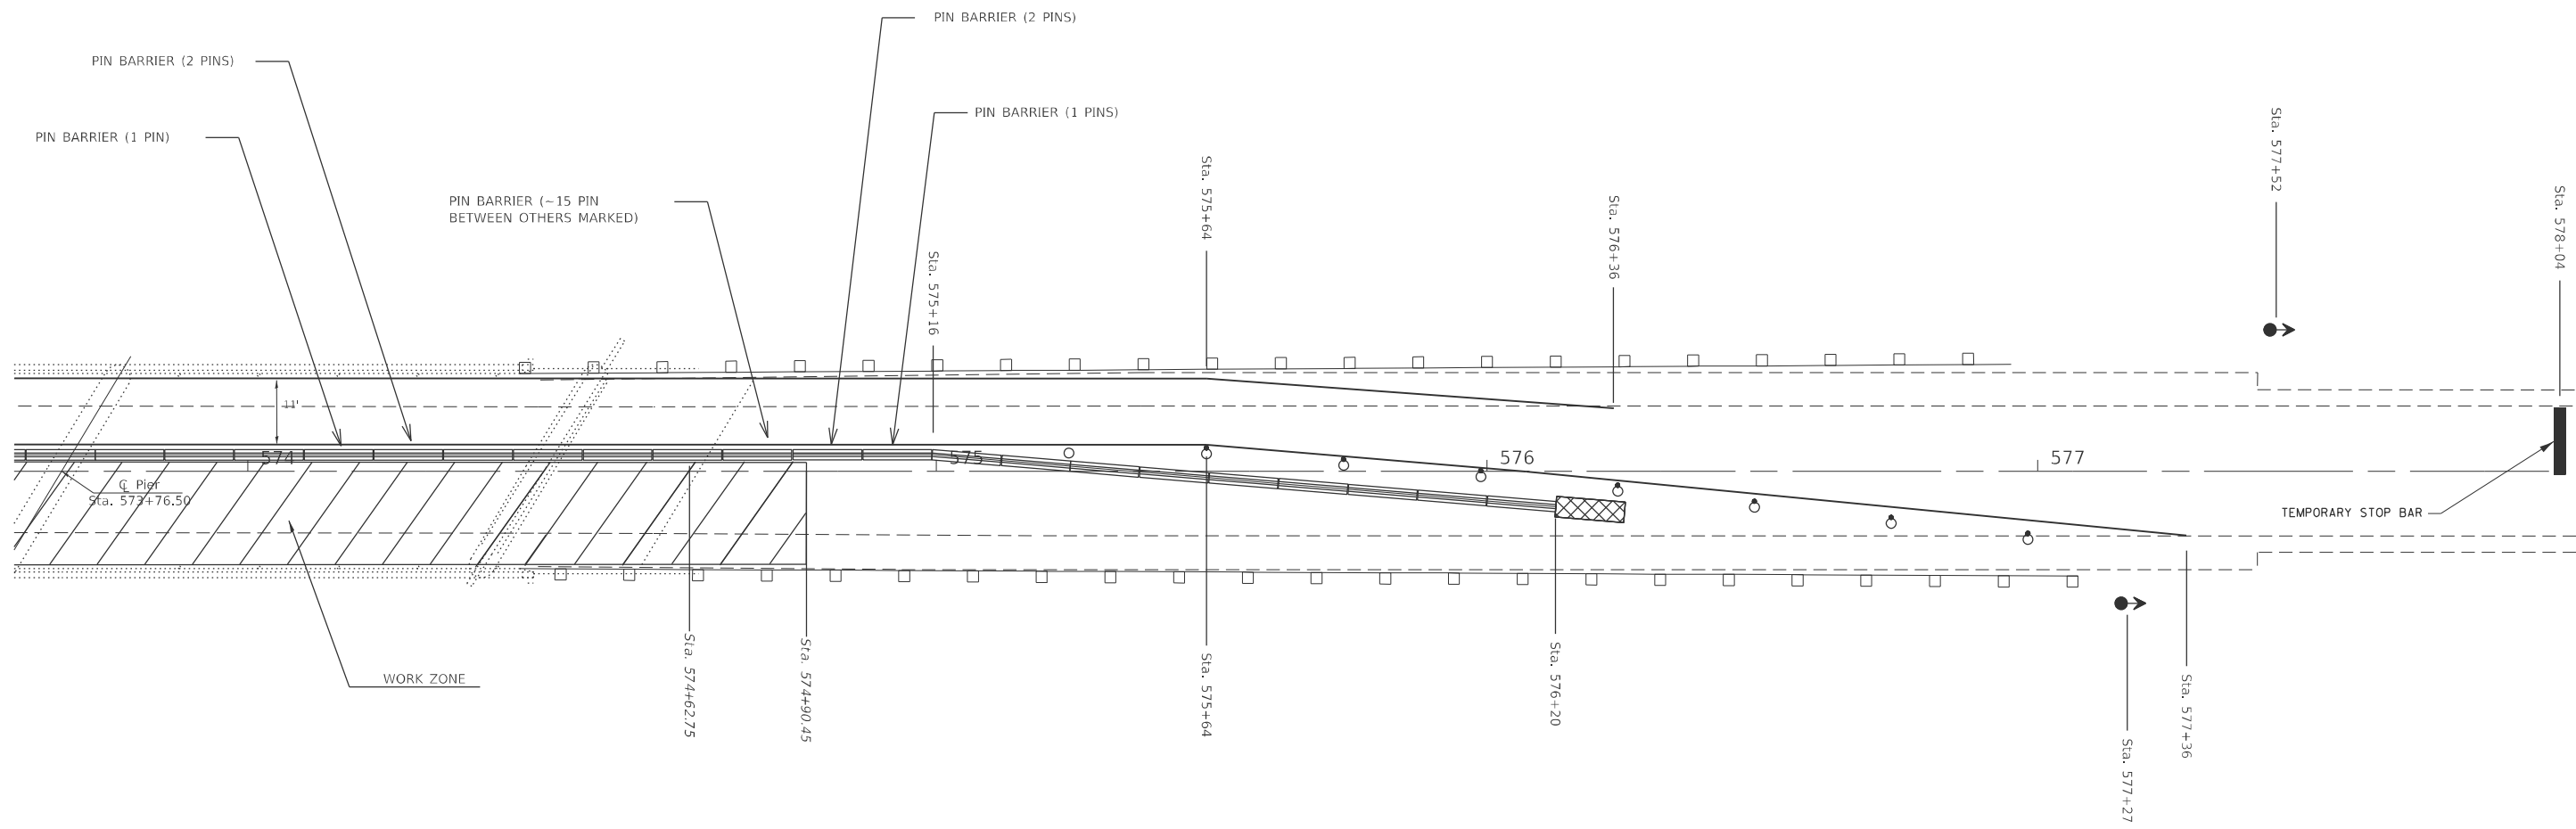 PIN BARRIER (2 PINS)
PIN BARRIER (2 PINS)
PIN BARRIER (1 PINS)
PIN BARRIER (1 PIN)
PIN BARRIER (~15 PIN
BETWEEN OTHERS MARKED)
Sta. 575+16
Sta. 575+64
Sta. 576+36
Sta. 577+52
Sta. 578+04
11'
574
575
576
577
℄ Pier
Sta. 573+76.50
TEMPORARY STOP BAR
WORK ZONE
Sta. 574+62.75
Sta. 574+90.45
Sta. 575+64
Sta. 576+20
Sta. 577+36
Sta. 577+27